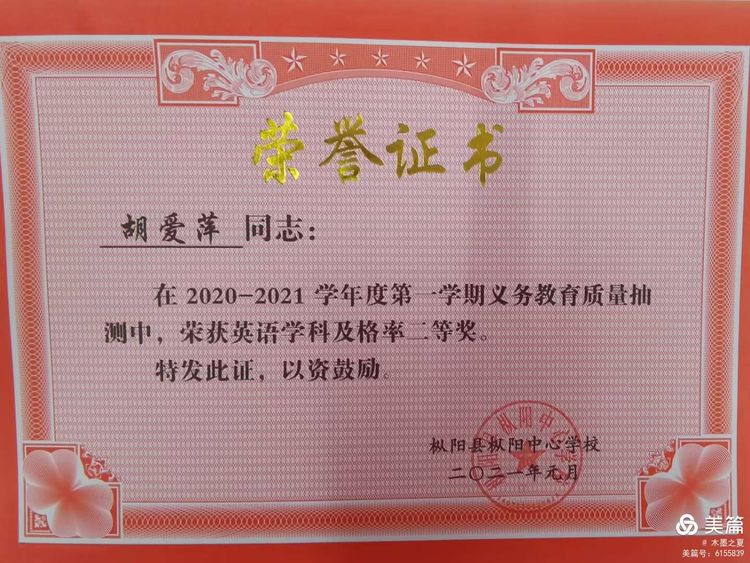 荣誉证书
胡爱萍 同志：
在 2020-2021 学年度第一学期义务教育质量抽
测中，荣获英语学科及格率二等奖。
特发此证，以资鼓励。
枞阳县枞阳中心学校
二〇二一年元月
美篇
# 木墨之夏
美篇号：6155839